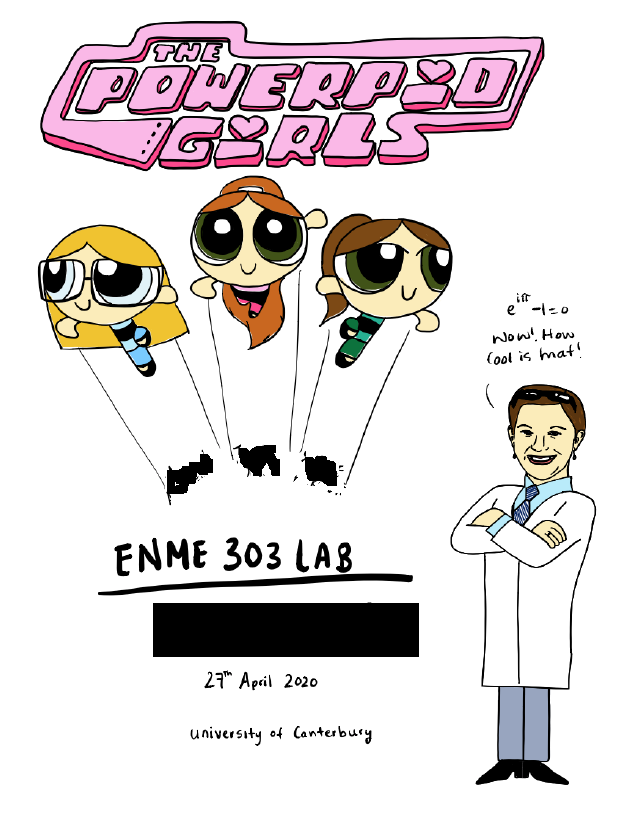 THE
POWERPID
GIRLS
e^iπ -1=0
Wow! How
Cool is that!
ENME 303 LAB
27th April 2020
University of Canterbury